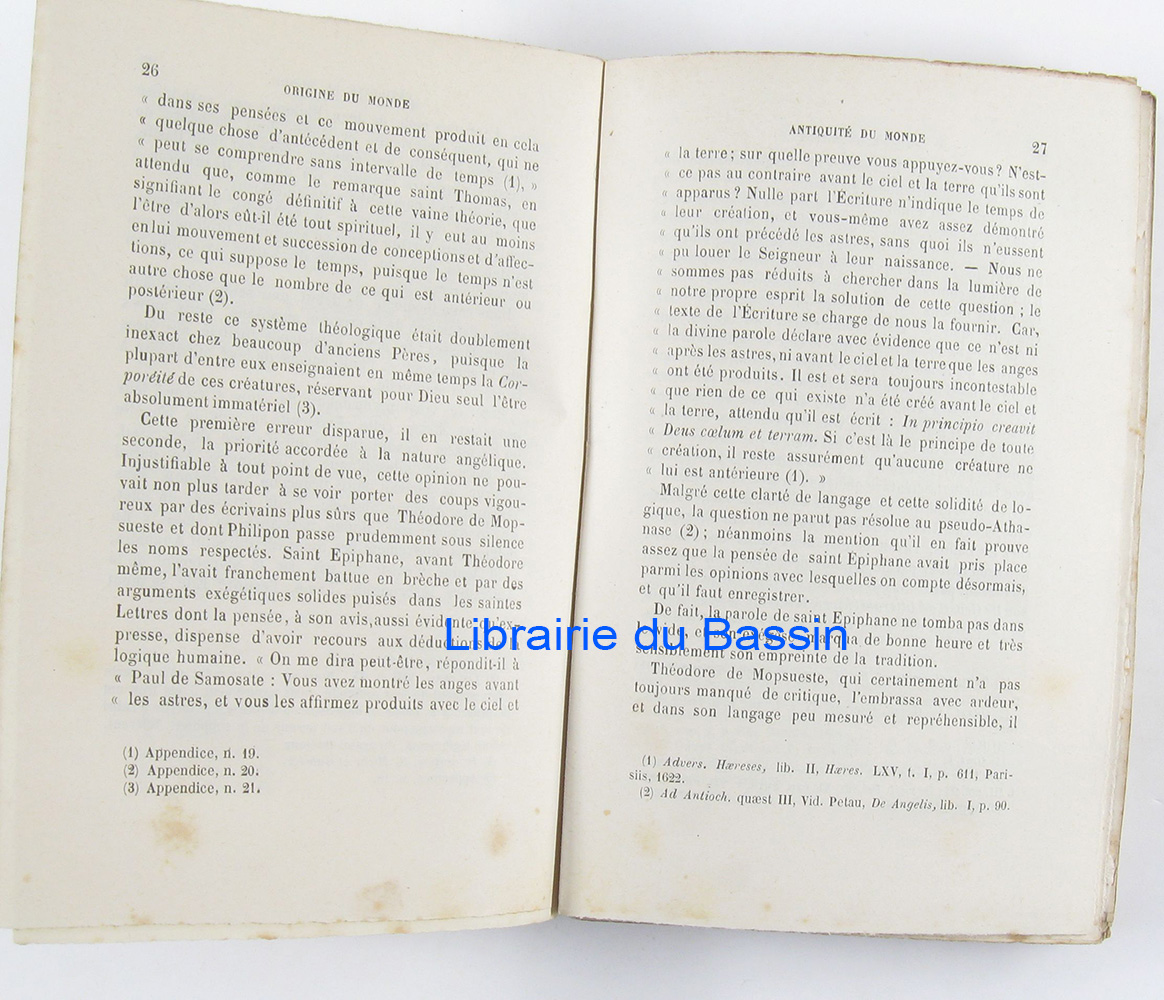 26
ORIGINE DU MONDE
« dans ses pensées et ce mouvement produit en cela
« quelque chose d'antécédent et de conséquent, qui ne
« peut se comprendre sans intervalle de temps (1), »
attendu que, comme le remarque saint Thomas, en
signifiant le congé définitif à cette vaine théorie, que
l'être d'alors eût-il été tout spirituel, il y eut au moins
en lui mouvement et succession de conceptions et d'affec-
tions, ce qui suppose le temps, puisque le temps n'est
autre chose que le nombre de ce qui est antérieur ou
postérieur (2).
Du reste ce système théologique était doublement
inexact chez beaucoup d'anciens Pères, puisque la
plupart d'entre eux enseignaient en même temps la Cor-
poréité de ces créatures, réservant pour Dieu seul l'être
absolument immatériel (3).
Cette première erreur disparue, il en restait une
seconde, la priorité accordée à la nature angélique.
Injustifiable à tout point de vue, cette opinion ne pou-
vait non plus tarder à se voir porter des coups vigou-
reux par des écrivains plus sûrs que Théodore de Mop-
sueste et dont Philipon passe prudemment sous silence
les noms respectés. Saint Epiphane, avant Théodore
même, l'avait franchement battue en brèche et par des
arguments exégétiques solides puisés dans les saintes
Lettres dont la pensée, à son avis, aussi évidente qu'ex-
presse, dispense d'avoir recours aux déductions de la
logique humaine. « On me dira peut-être, répondit-il à
« Paul de Samosate : Vous avez montré les anges avant
« les astres, et vous les affirmez produits avec le ciel et
(1) Appendice, n. 19.
(2) Appendice, n. 20.
(3) Appendice, n. 21.
ANTIQUITÉ DU MONDE
27
« la terre ; sur quelle preuve vous appuyez-vous ? N'est-
« ce pas au contraire avant le ciel et la terre qu'ils sont
« apparus ? Nulle part l'Écriture n'indique le temps de
« leur création, et vous-même avez assez démontré
« qu'ils ont précédé les astres, sans quoi ils n'eussent
« pu louer le Seigneur à leur naissance. — Nous ne
« sommes pas réduits à chercher dans la lumière de
« notre propre esprit la solution de cette question ; le
« texte de l'Écriture se charge de nous la fournir. Car,
« la divine parole déclare avec évidence que ce n'est ni
« après les astres, ni avant le ciel et la terre que les anges
« ont été produits. Il est et sera toujours incontestable
« que rien de ce qui existe n'a été créé avant le ciel et
« la terre, attendu qu'il est écrit : In principio creavit
« Deus cœlum et terram. Si c'est là le principe de toute
« création, il reste assurément qu'aucune créature ne
« lui est antérieure (1). »
Malgré cette clarté de langage et cette solidité de lo-
gique, la question ne parut pas résolue au pseudo-Atha-
nase (2) ; néanmoins la mention qu'il en fait prouve
assez que la pensée de saint Épiphane avait pris place
parmi les opinions avec lesquelles on compte désormais,
et qu'il faut enregistrer.
De fait, la parole de saint Epiphane ne tomba pas dans
le vide, et son exégèse marqua de bonne heure et très
sensiblement son empreinte de la tradition.
Théodore de Mopsueste, qui certainement n'a pas
toujours manqué de critique, l'embrassa avec ardeur,
et dans son langage peu mesuré et repréhensible, il
(1) Advers. Hæreses, lib. II, Hæres. LXV, t. I, p. 611, Pari-
siis, 1622.
(2) Ad Antioch. quæst III, Vid. Petau, De Angelis, lib. I, p. 90.
Librairie du Bassin